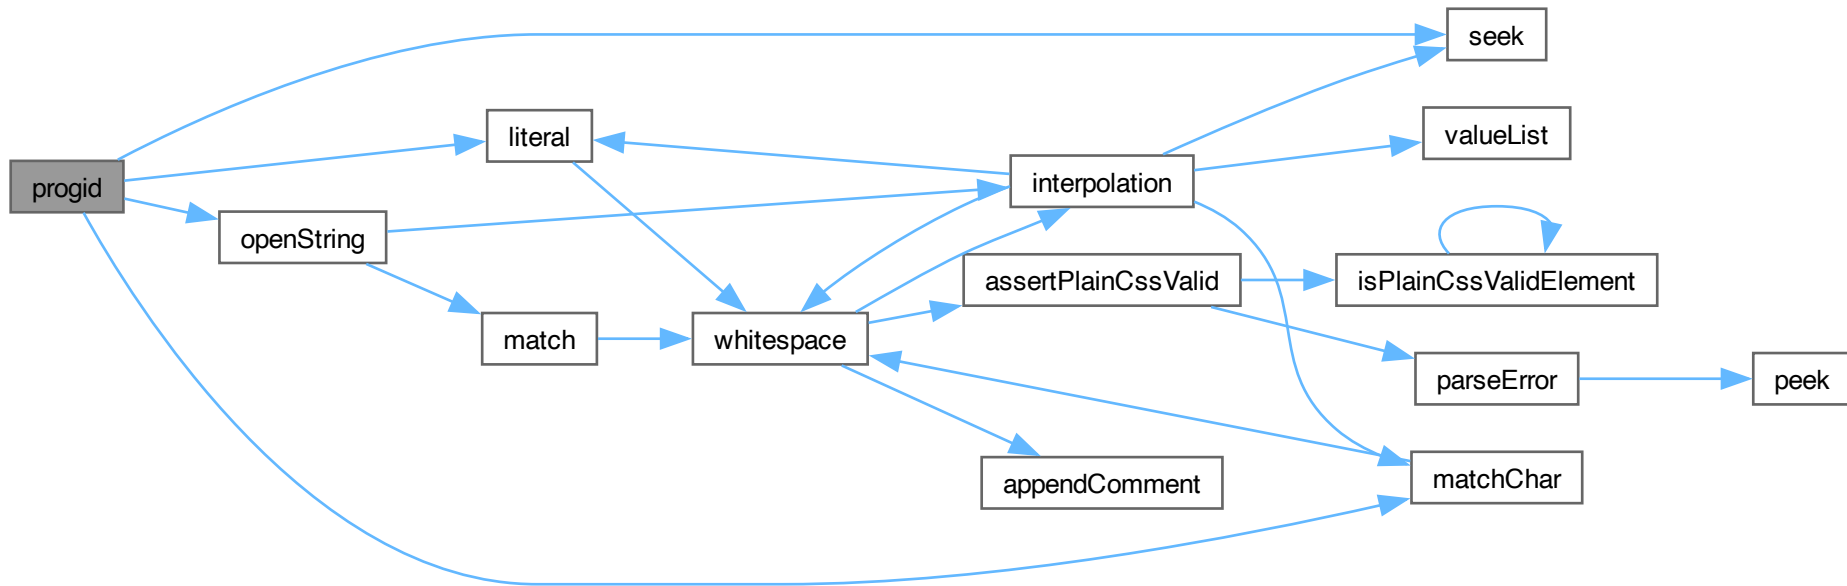 seek
literal
valueList
progid
interpolation
openString
assertPlainCssValid
isPlainCssValidElement
match
whitespace
parseError
peek
appendComment
matchChar